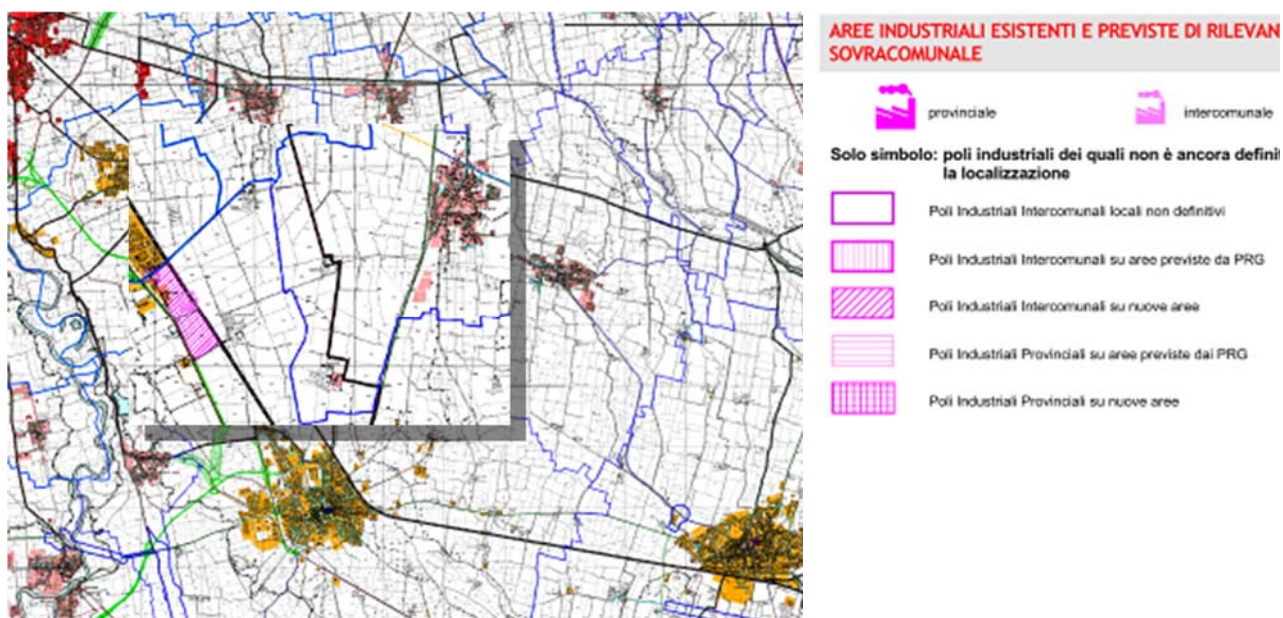 AREE INDUSTRIALI ESISTENTI E PREVISTE DI RILEVAN
SOVRACOMUNALE
provinciale
intercomunale
Solo simbolo: poli industriali dei quali non è ancora definit
la localizzazione
Poli Industriali Intercomunali locali non definitivi
Poli Industriali Intercomunali su aree previste da PRG
Poli Industriali Intercomunali su nuove aree
Poli Industriali Provinciali su aree previste dai PRG
Poli Industriali Provinciali su nuove aree